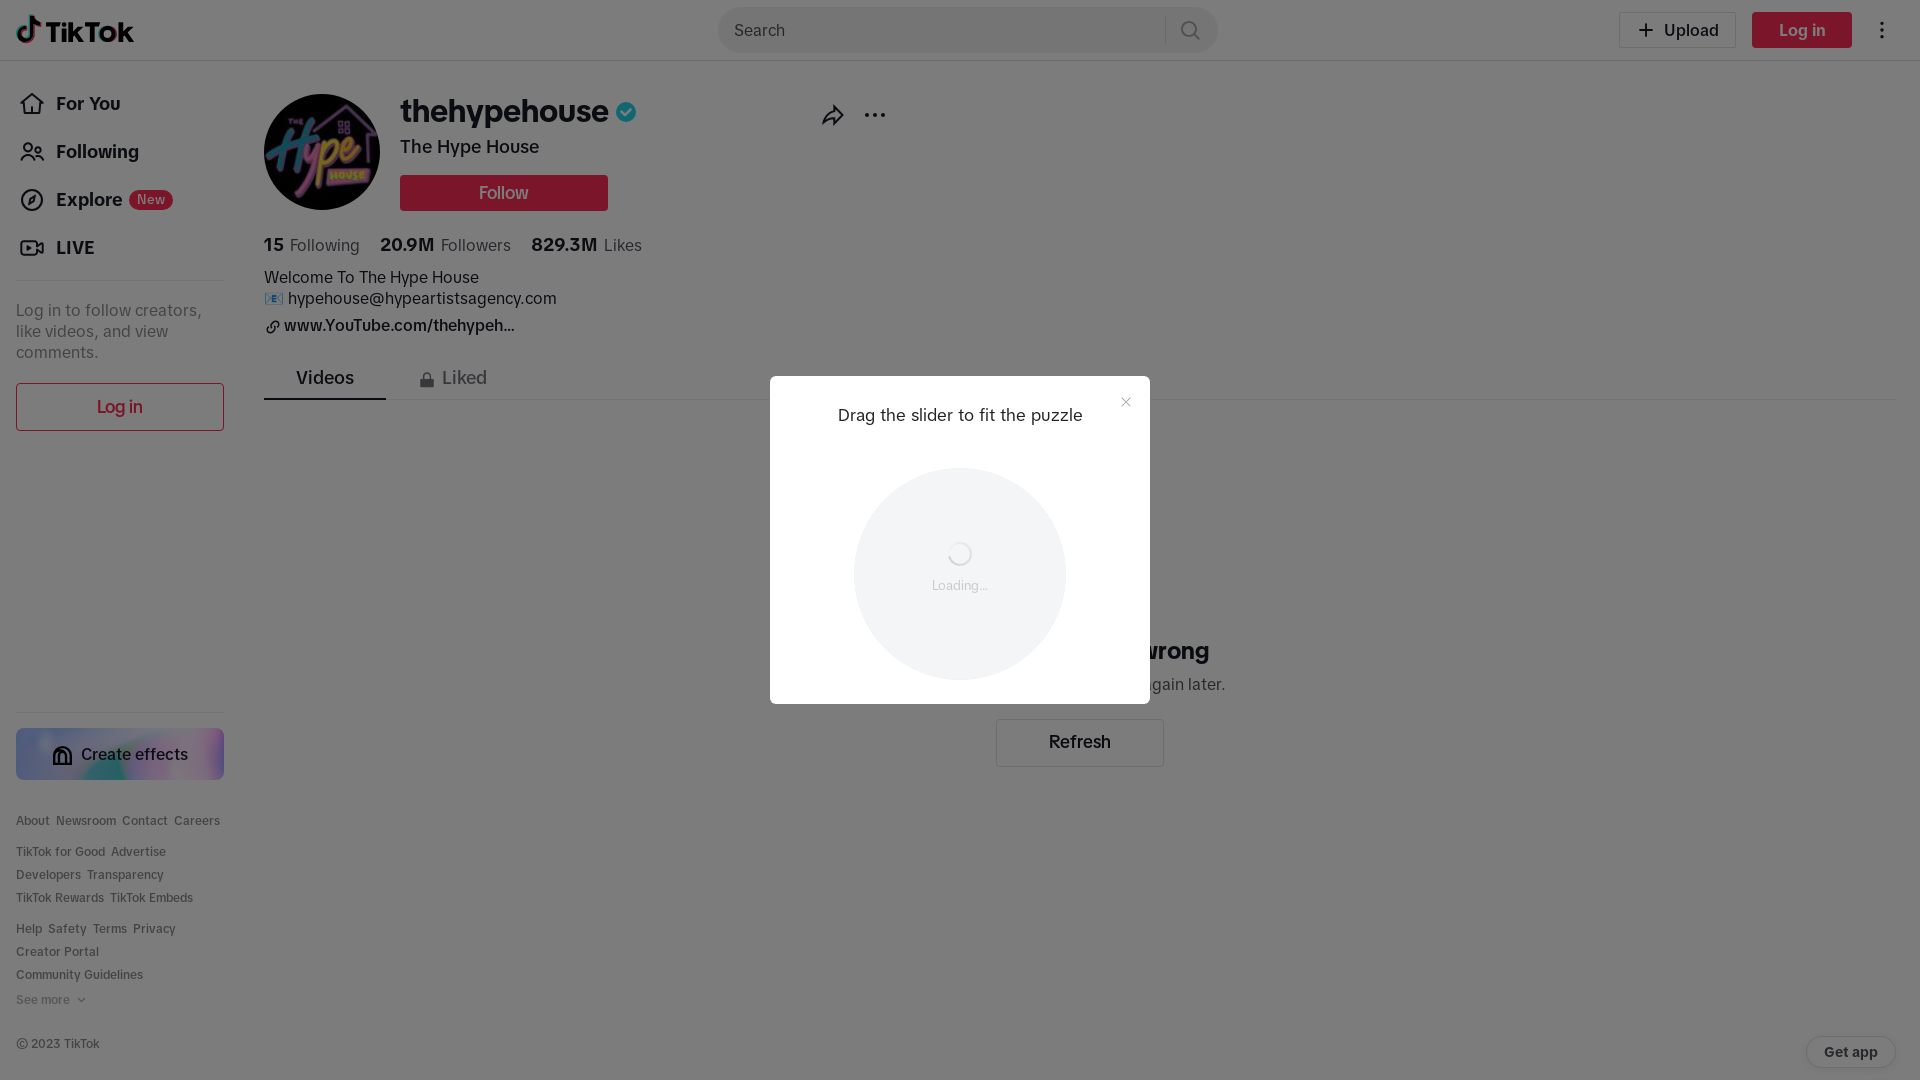 TikTok
Search
Upload
Log in
For You
Following
Explore New
LIVE
Log in to follow creators,
like videos, and view
comments.
Log in
Create effects
About Newsroom Contact Careers
TikTok for Good Advertise
Developers Transparency
TikTok Rewards TikTok Embeds
Help Safety Terms Privacy
Creator Portal
Community Guidelines
See more
© 2023 TikTok
THE
Hype
HOUSE
thehypehouse
The Hype House
Follow
15 Following 20.9M Followers 829.3M Likes
Welcome To The Hype House
📧 hypehouse@hypeartistsagency.com
www.YouTube.com/thehypeh...
Videos
Liked
Drag the slider to fit the puzzle
Loading...
later.
Refresh
Get app